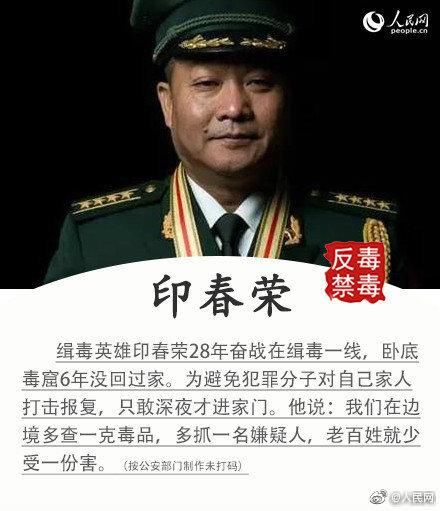 人民网
people.cn
反毒
禁毒
印春荣
缉毒英雄印春荣28年奋战在缉毒一线，卧底
毒窟6年没回过家。为避免犯罪分子对自己家人
打击报复，只敢深夜才进家门。他说：我们在边
境多查一克毒品，多抓一名嫌疑人，老百姓就少
受一份害。（按公安部门制作未打码）
@人民网